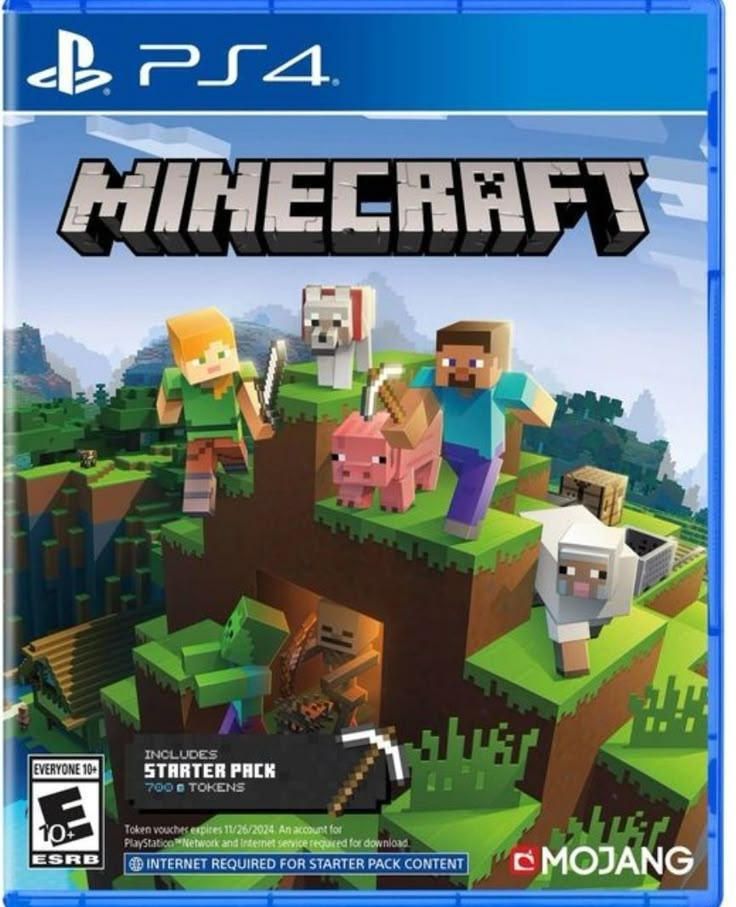 PS4
MINECRAFT
INCLUDES
STARTER PACK
700 TOKENS
Token voucher expires 11/26/2024. An account for
PlayStation™Network and Internet service required for download.
INTERNET REQUIRED FOR STARTER PACK CONTENT
EVERYONE 10+
E
10+
ESRB
MOJANG